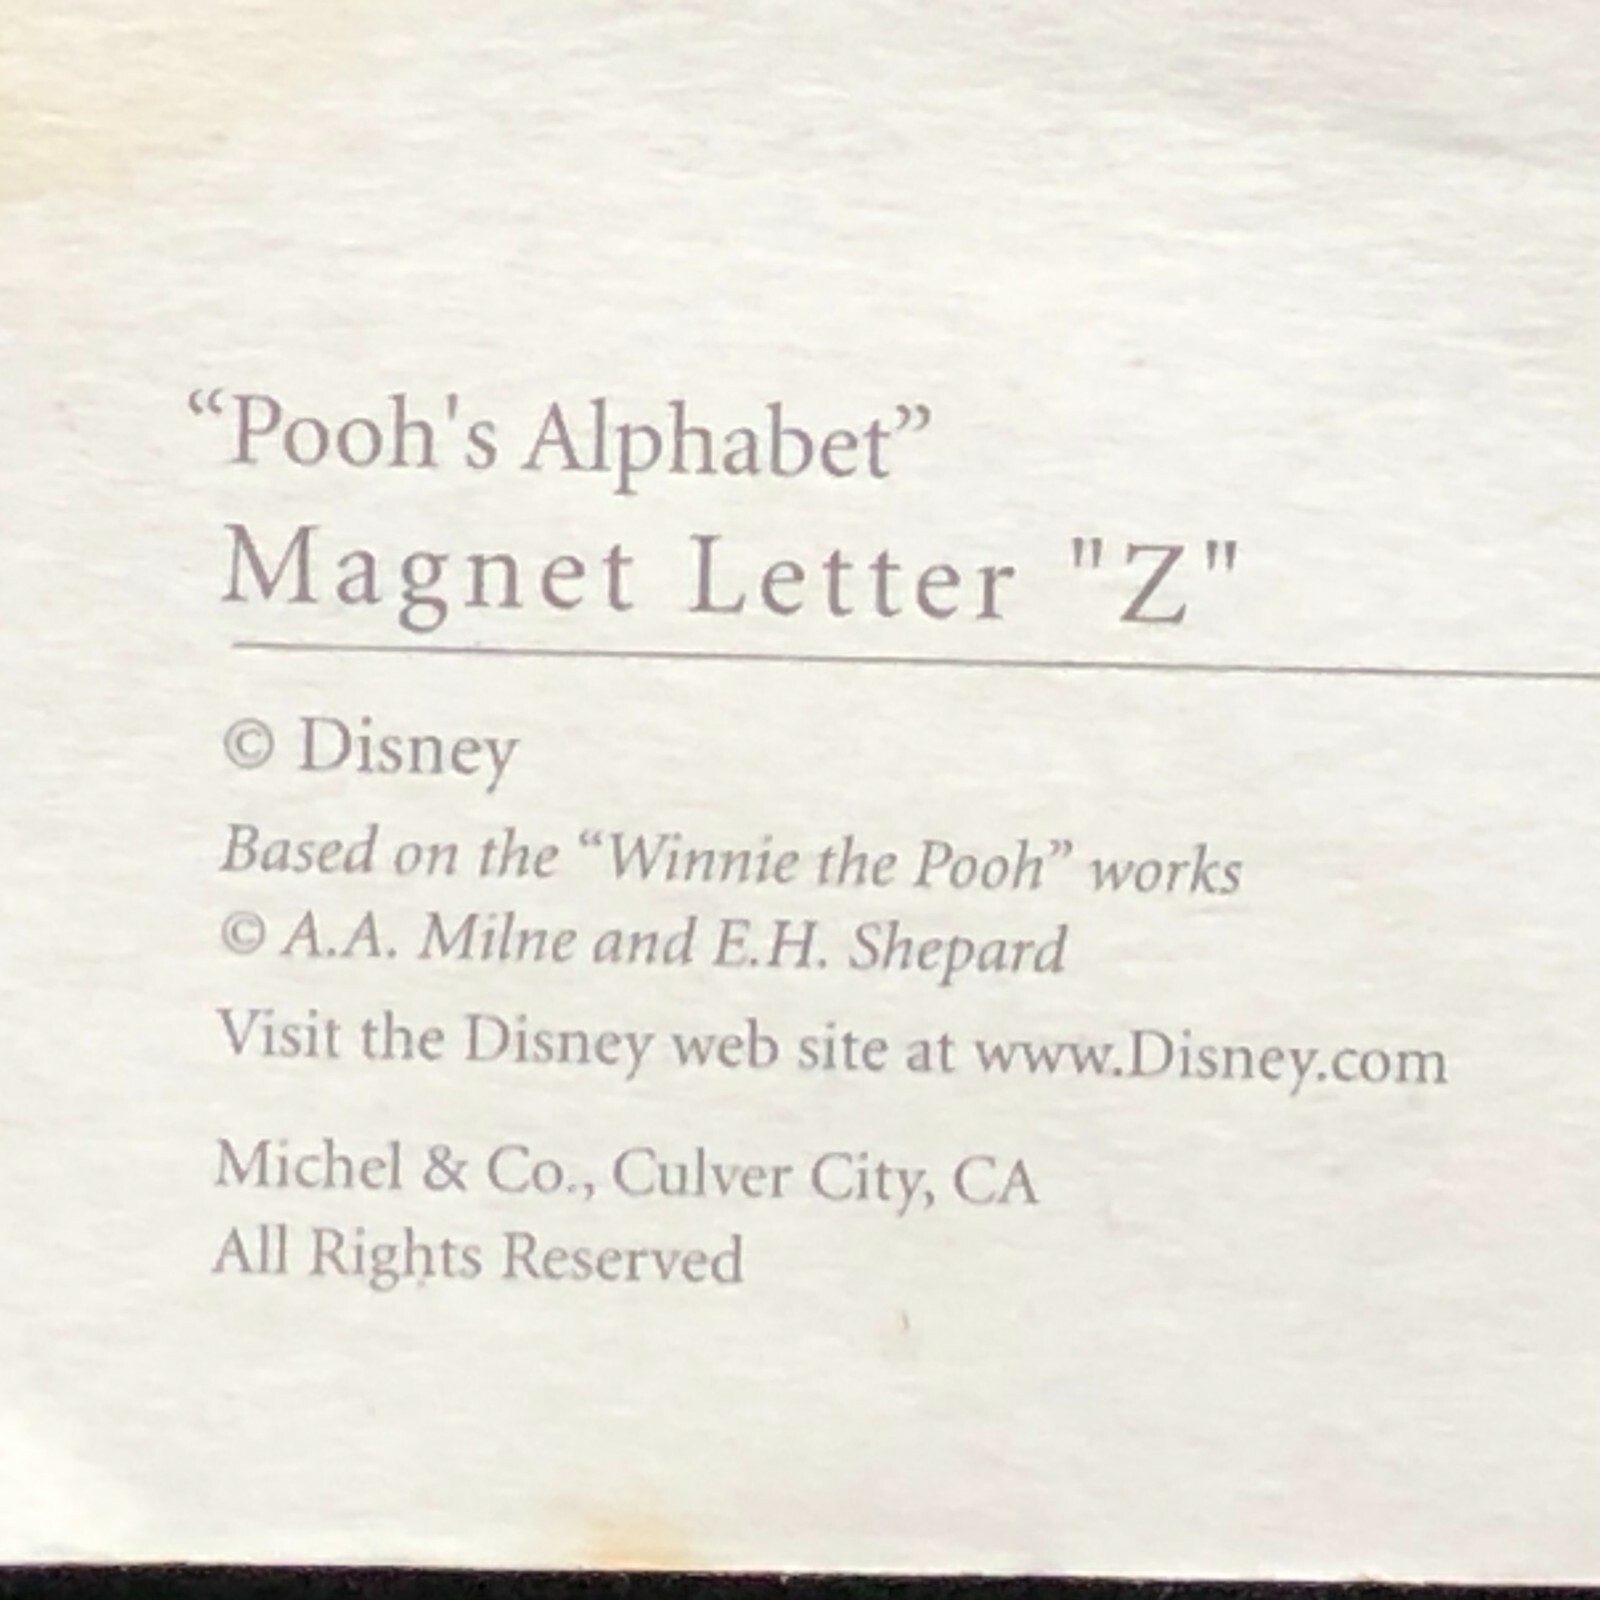 “Pooh's Alphabet”
Magnet Letter "Z"
© Disney
Based on the “Winnie the Pooh” works
© A.A. Milne and E.H. Shepard
Visit the Disney web site at www.Disney.com
Michel & Co., Culver City, CA
All Rights Reserved